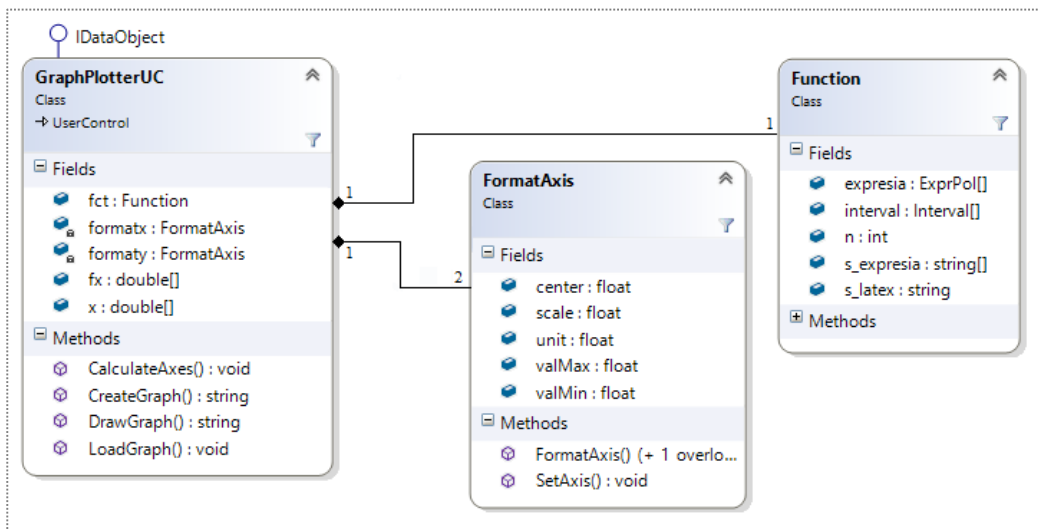 IDataObject
GraphPlotterUC
Class
UserControl
Fields
fct : Function
formatx : FormatAxis
formaty : FormatAxis
fx : double[]
x : double[]
Methods
CalculateAxes() : void
CreateGraph() : string
DrawGraph() : string
LoadGraph() : void
1
1
1
2
FormatAxis
Class
Fields
center : float
scale : float
unit : float
valMax : float
valMin : float
Methods
FormatAxis() (+ 1 overlo...
SetAxis() : void
Function
Class
Fields
expresia : ExprPol[]
interval : Interval[]
n : int
s_expresia : string[]
s_latex : string
Methods